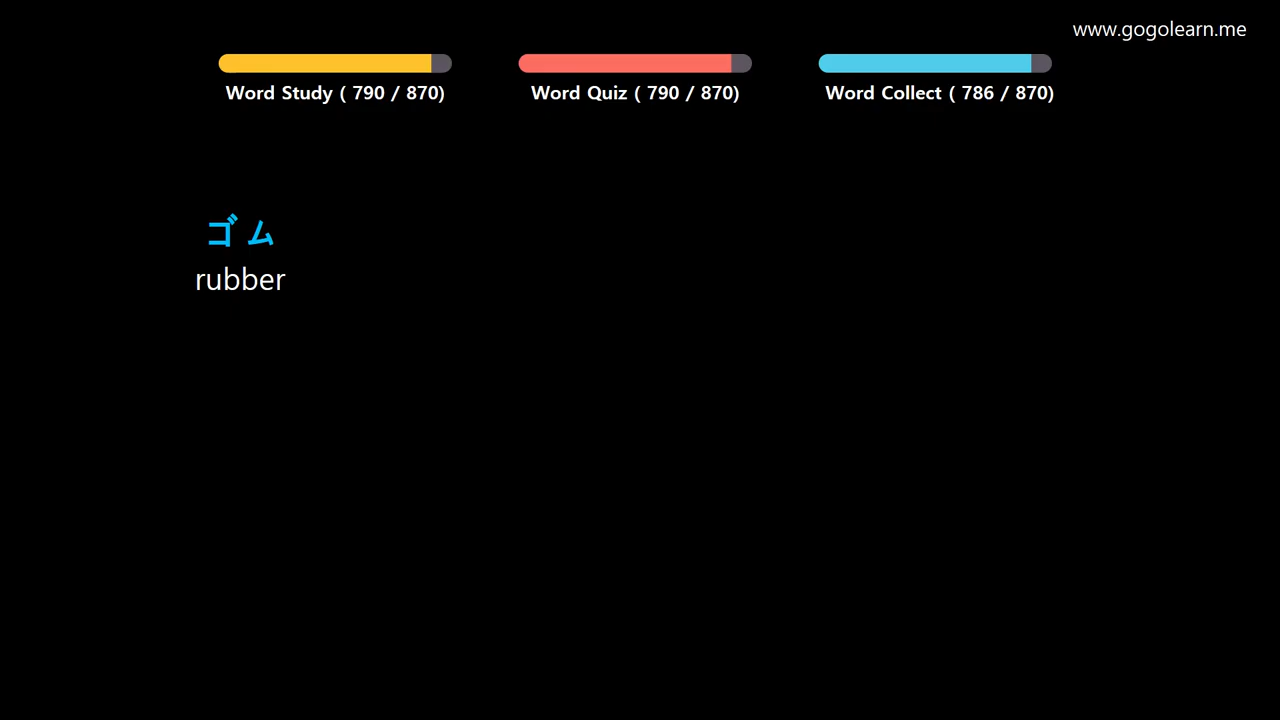 www.gogolearn.me
Word Study ( 790 / 870)
Word Quiz ( 790 / 870)
Word Collect ( 786 / 870)
ゴム
rubber